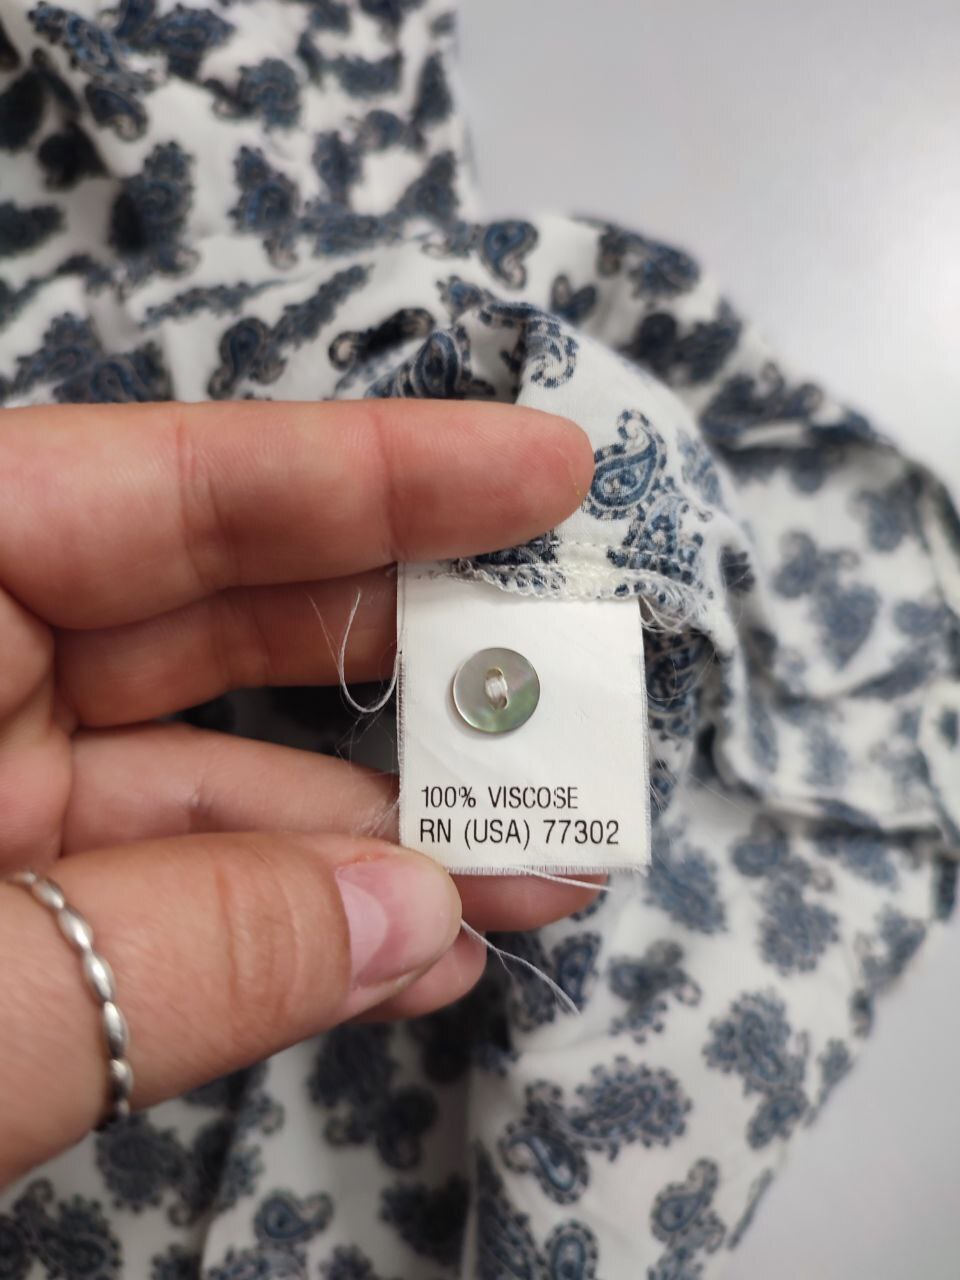 100% VISCOSE
RN (USA) 77302